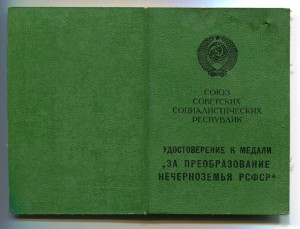 СОЮЗ
СОВЕТСКИХ
СОЦИАЛИСТИЧЕСКИХ
РЕСПУБЛИК
УДОСТОВЕРЕНИЕ К МЕДАЛИ
„ЗА ПРЕОБРАЗОВАНИЕ
НЕЧЕРНОЗЕМЬЯ РСФСР“